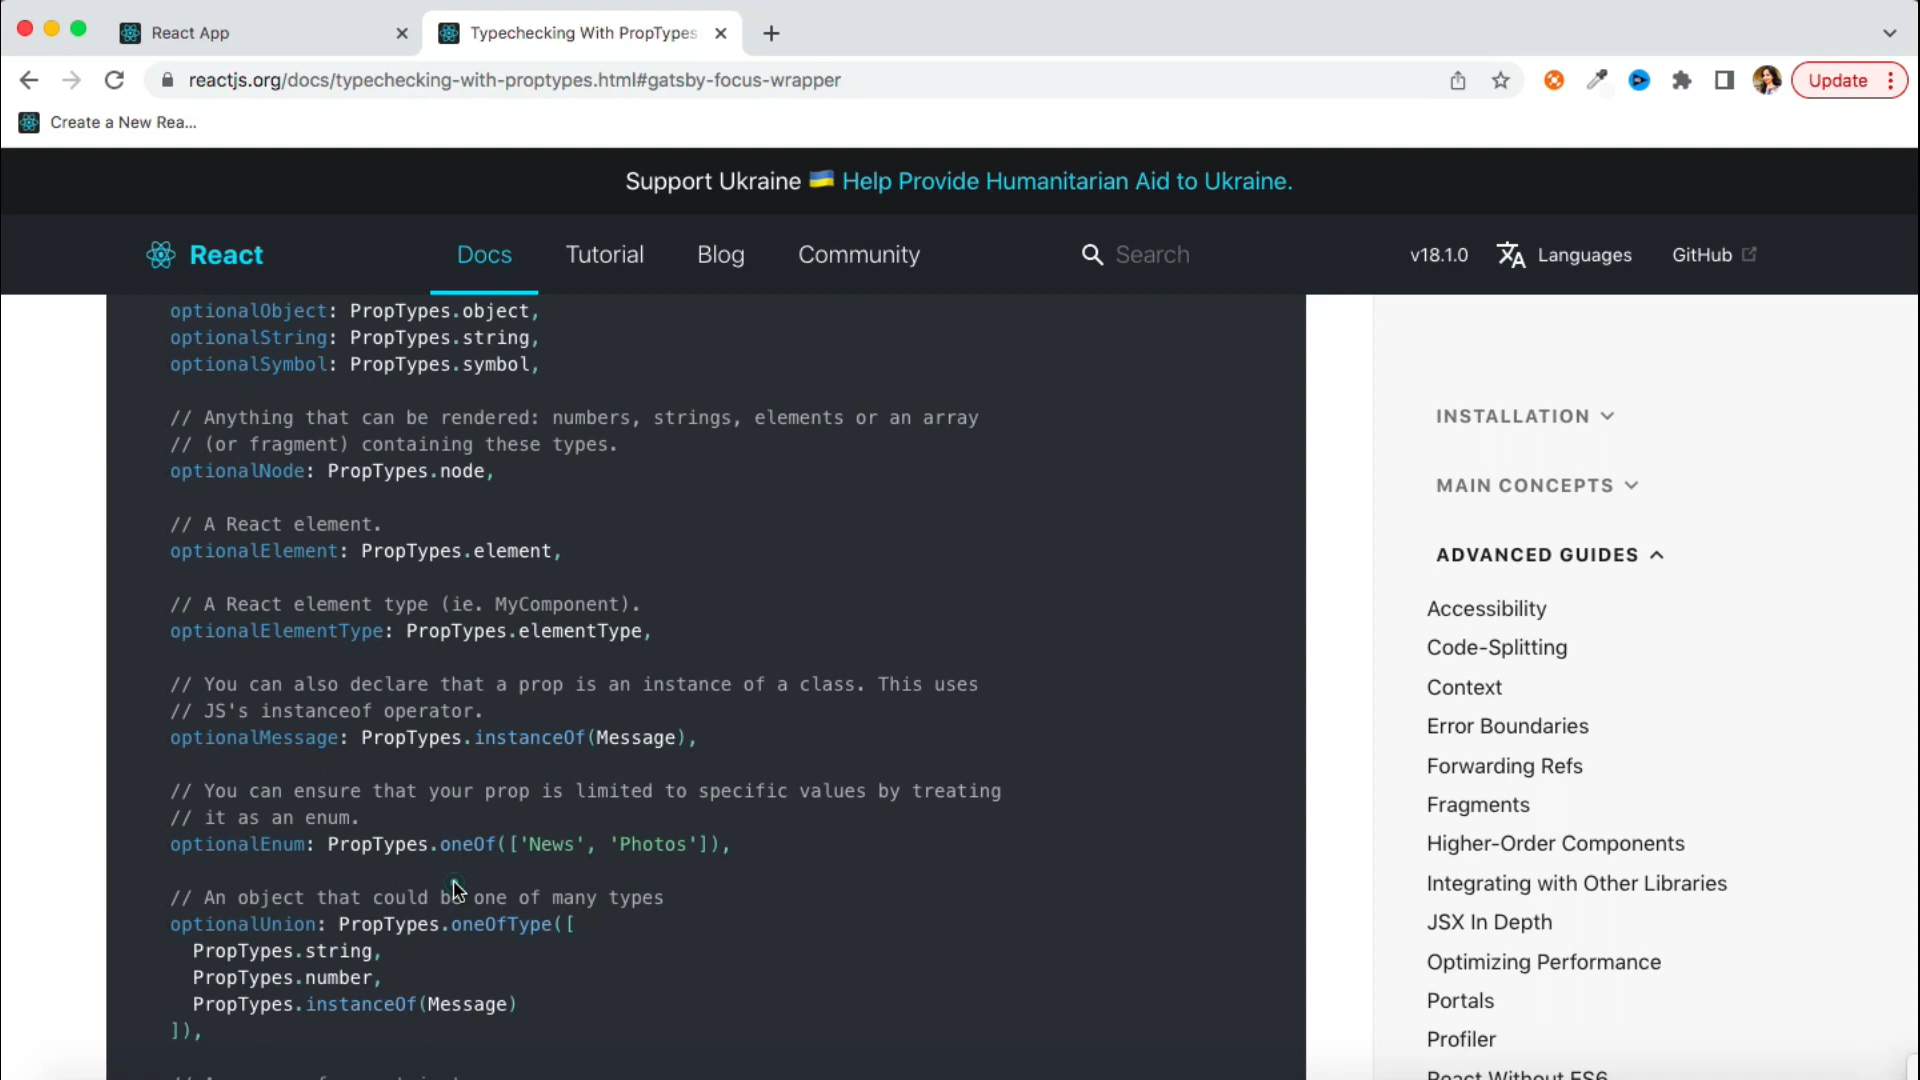 React App
Typechecking With PropTypes
reactjs.org/docs/typechecking-with-proptypes.html#gatsby-focus-wrapper
Update
Create a New Rea...
Support Ukraine 🇺🇦 Help Provide Humanitarian Aid to Ukraine.
React
Docs
Tutorial
Blog
Community
Search
v18.1.0
Languages
GitHub
optionalObject: PropTypes.object,
optionalString: PropTypes.string,
optionalSymbol: PropTypes.symbol,
// Anything that can be rendered: numbers, strings, elements or an array
// (or fragment) containing these types.
optionalNode: PropTypes.node,
// A React element.
optionalElement: PropTypes.element,
// A React element type (ie. MyComponent).
optionalElementType: PropTypes.elementType,
// You can also declare that a prop is an instance of a class. This uses
// JS's instanceof operator.
optionalMessage: PropTypes.instanceOf(Message),
// You can ensure that your prop is limited to specific values by treating
// it as an enum.
optionalEnum: PropTypes.oneOf(['News', 'Photos']),
// An object that could be one of many types
optionalUnion: PropTypes.oneOfType([
PropTypes.string,
PropTypes.number,
PropTypes.instanceOf(Message)
]),
INSTALLATION
MAIN CONCEPTS
ADVANCED GUIDES
Accessibility
Code-Splitting
Context
Error Boundaries
Forwarding Refs
Fragments
Higher-Order Components
Integrating with Other Libraries
JSX In Depth
Optimizing Performance
Portals
Profiler
React Without ES6